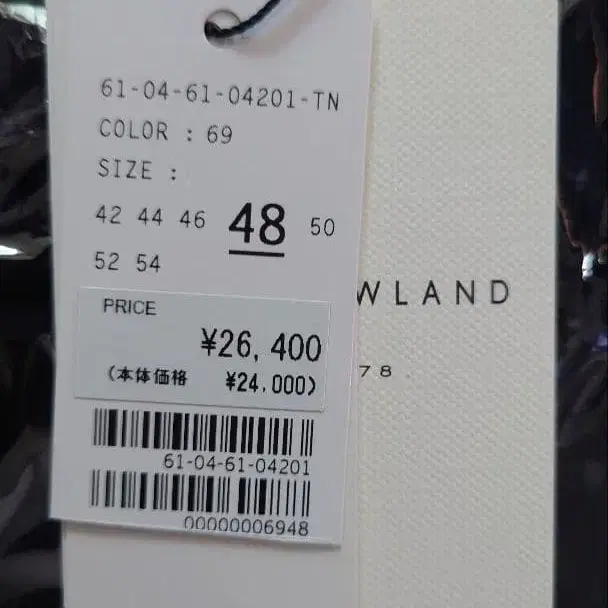 61-04-61-04201-TN
COLOR : 69
SIZE :
42 44 46 48 50
52 54
WLAND
78
PRICE
¥26,400
(本体価格 ¥24,000)
61-04-61-04201
00000006948